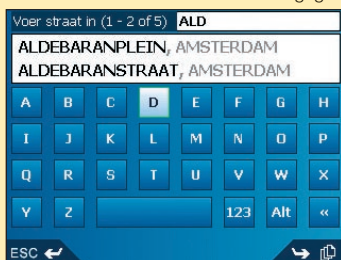 Voer straat in (1 - 2 of 5) ALD
ALDEBARANPLEIN, AMSTERDAM
ALDEBARANSTRAAT, AMSTERDAM
A B C D E F G H
I J K L M N O P
Q R S T U V W X
Y Z 123 Alt «
ESC